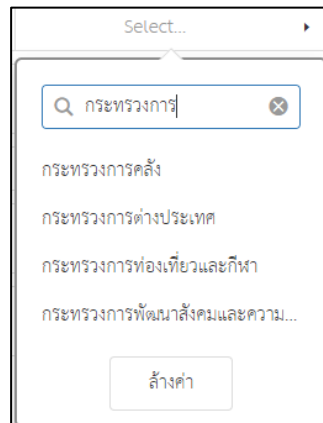 Select...
กระทรวงการ
กระทรวงการคลัง
กระทรวงการต่างประเทศ
กระทรวงการท่องเที่ยวและกีฬา
กระทรวงการพัฒนาสังคมและความ...
ล้างค่า